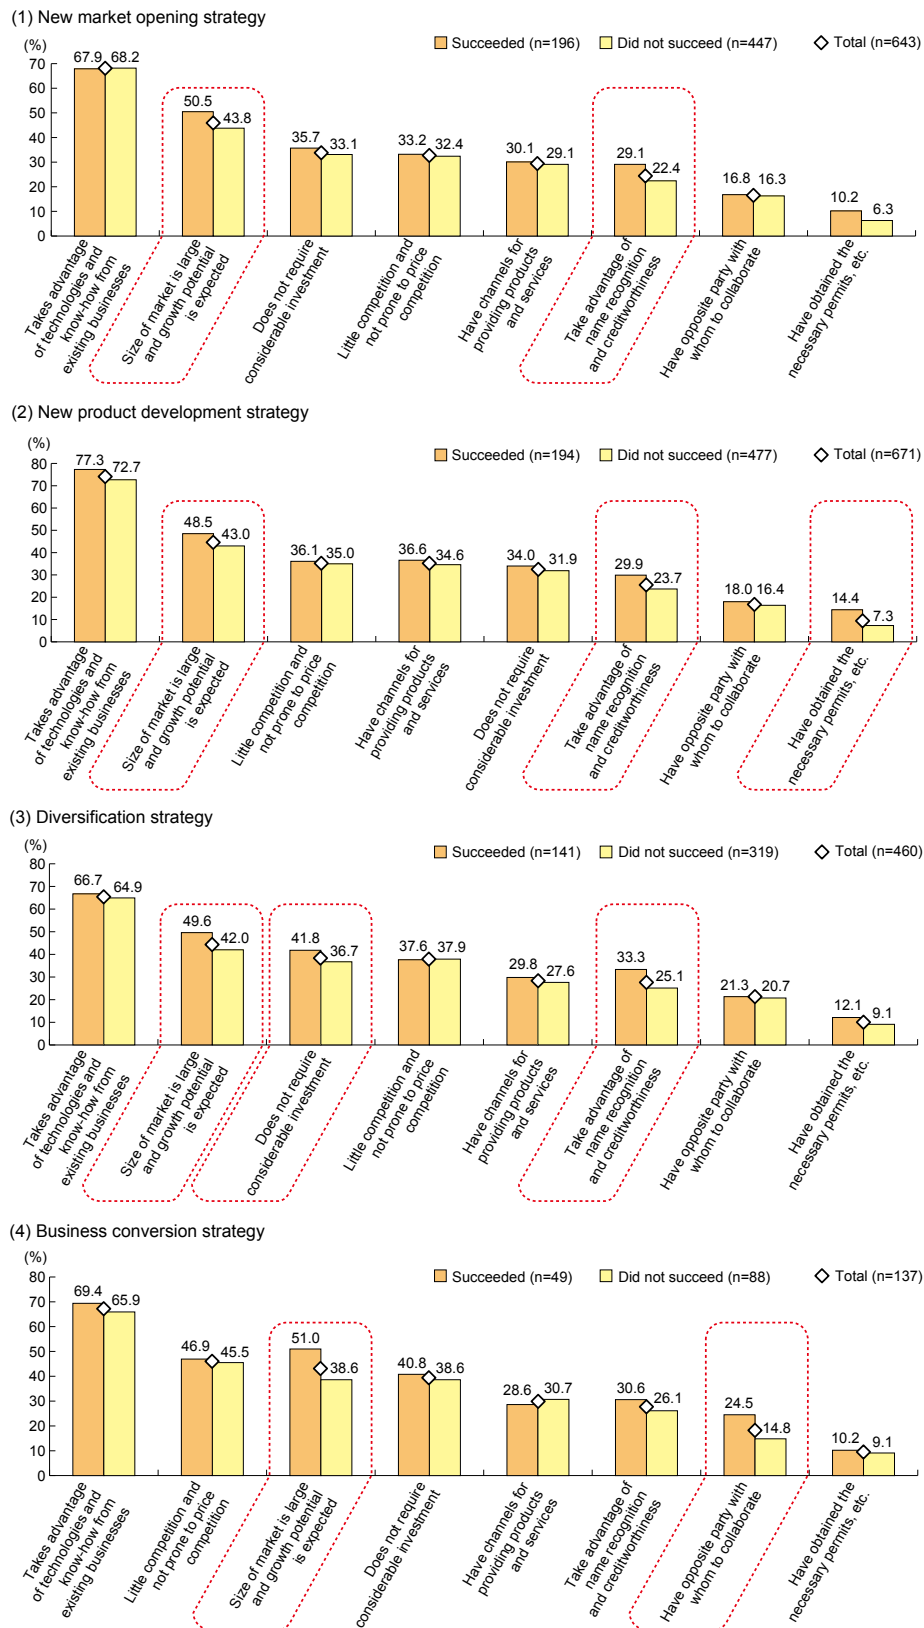 (1) New market opening strategy
(%)
Succeeded (n=196) Did not succeed (n=447) Total (n=643)
70
60
50
40
30
20
10
0
67.9 68.2
50.5 43.8
35.7 33.1
33.2 32.4
30.1 29.1
29.1 22.4
16.8 16.3
10.2 6.3
Takes advantage
of technologies and
know-how from
existing businesses
Size of market is large
and growth potential
is expected
Does not require
considerable investment
Little competition and
not prone to price
competition
Have channels for
providing products
and services
Take advantage of
name recognition
and creditworthiness
Have opposite party with
whom to collaborate
Have obtained the
necessary permits, etc.
(2) New product development strategy
(%)
Succeeded (n=194) Did not succeed (n=477) Total (n=671)
80
70
60
50
40
30
20
10
0
77.3 72.7
48.5 43.0
36.1 35.0
36.6 34.6
34.0 31.9
29.9 23.7
18.0 16.4
14.4 7.3
Takes advantage
of technologies and
know-how from
existing businesses
Size of market is large
and growth potential
is expected
Little competition and
not prone to price
competition
Have channels for
providing products
and services
Does not require
considerable investment
Take advantage of
name recognition
and creditworthiness
Have opposite party with
whom to collaborate
Have obtained the
necessary permits, etc.
(3) Diversification strategy
(%)
Succeeded (n=141) Did not succeed (n=319) Total (n=460)
80
70
60
50
40
30
20
10
0
66.7 64.9
49.6 42.0
41.8 36.7
37.6 37.9
29.8 27.6
33.3 25.1
21.3 20.7
12.1 9.1
Takes advantage
of technologies and
know-how from
existing businesses
Size of market is large
and growth potential
is expected
Does not require
considerable investment
Little competition and
not prone to price
competition
Have channels for
providing products
and services
Take advantage of
name recognition
and creditworthiness
Have opposite party with
whom to collaborate
Have obtained the
necessary permits, etc.
(4) Business conversion strategy
(%)
Succeeded (n=49) Did not succeed (n=88) Total (n=137)
80
70
60
50
40
30
20
10
0
69.4 65.9
46.9 45.5
51.0 38.6
40.8 38.6
28.6 30.7
30.6 26.1
24.5 14.8
10.2 9.1
Takes advantage
of technologies and
know-how from
existing businesses
Little competition and
not prone to price
competition
Size of market is large
and growth potential
is expected
Does not require
considerable investment
Have channels for
providing products
and services
Take advantage of
name recognition
and creditworthiness
Have opposite party with
whom to collaborate
Have obtained the
necessary permits, etc.